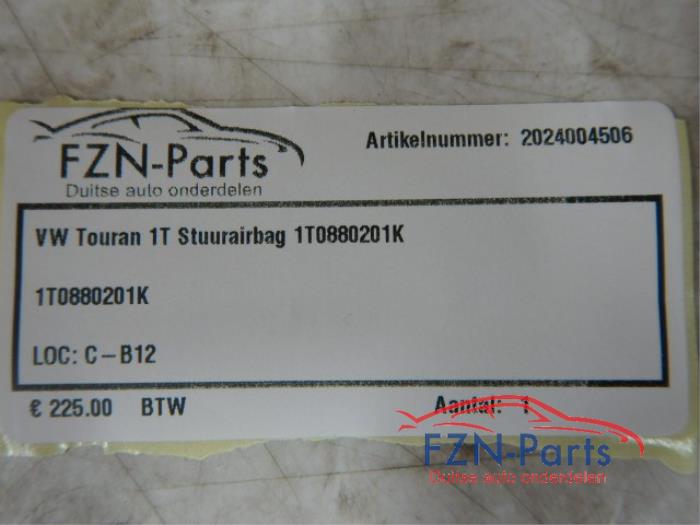 FZN-Parts
Duitse auto onderdelen
Artikelnummer: 2024004506
VW Touran 1T Stuurairbag 1T0880201K
1T0880201K
LOC: C-B12
€ 225.00 BTW Aantal: 1
FZN-Parts
Duitse auto onderdelen